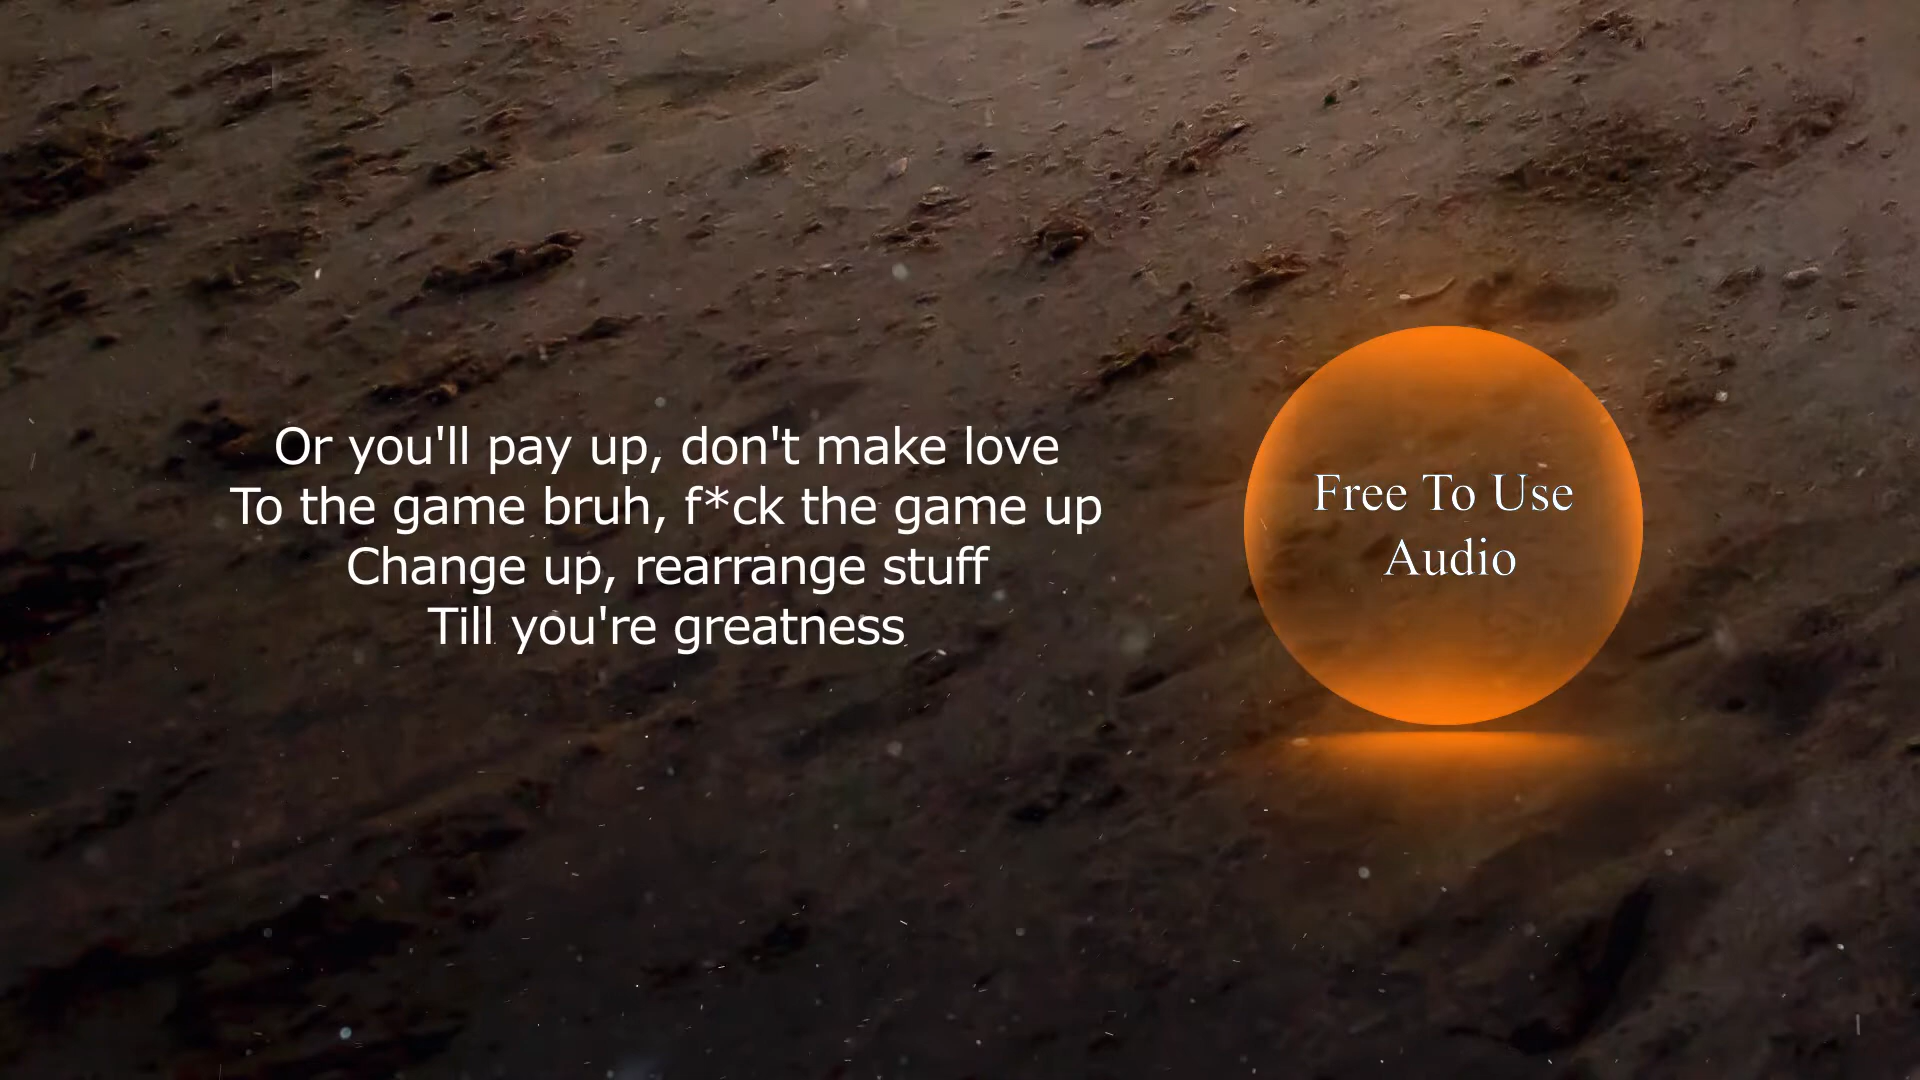 Or you'll pay up, don't make love
To the game bruh, f*ck the game up
Change up, rearrange stuff
Till you're greatness
Free To Use
Audio